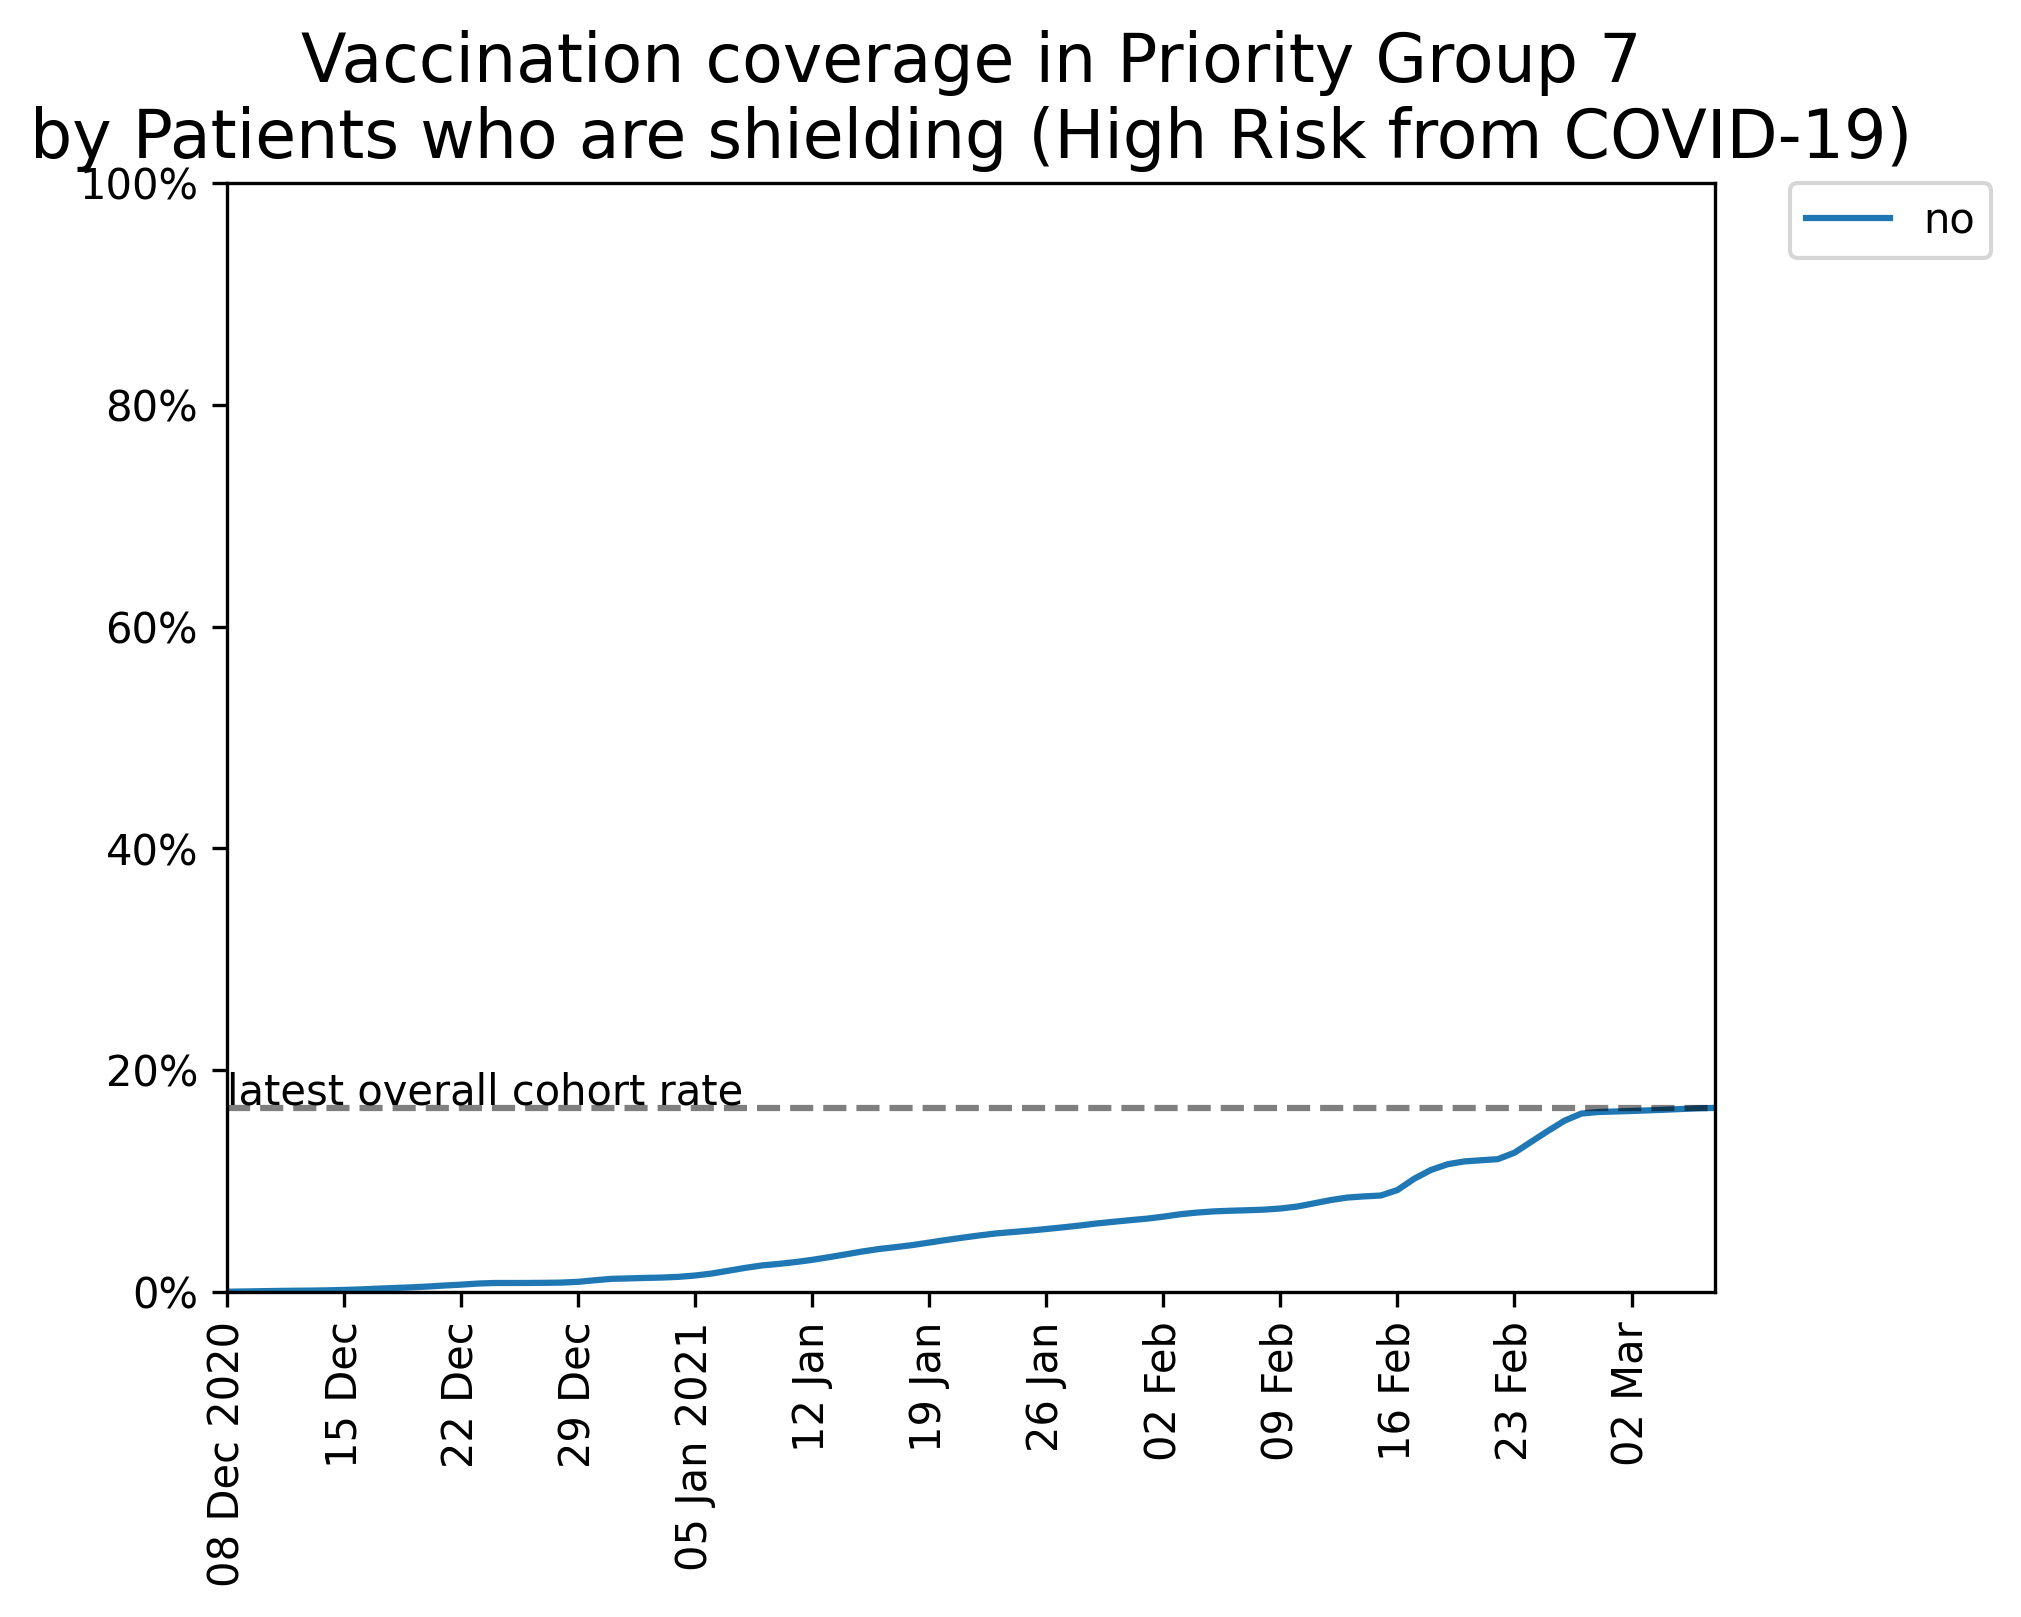 Vaccination coverage in Priority Group 7
by Patients who are shielding (High Risk from COVID-19)
100%
80%
60%
40%
20%
0%
latest overall cohort rate
no
08 Dec 2020
15 Dec
22 Dec
29 Dec
05 Jan 2021
12 Jan
19 Jan
26 Jan
02 Feb
09 Feb
16 Feb
23 Feb
02 Mar